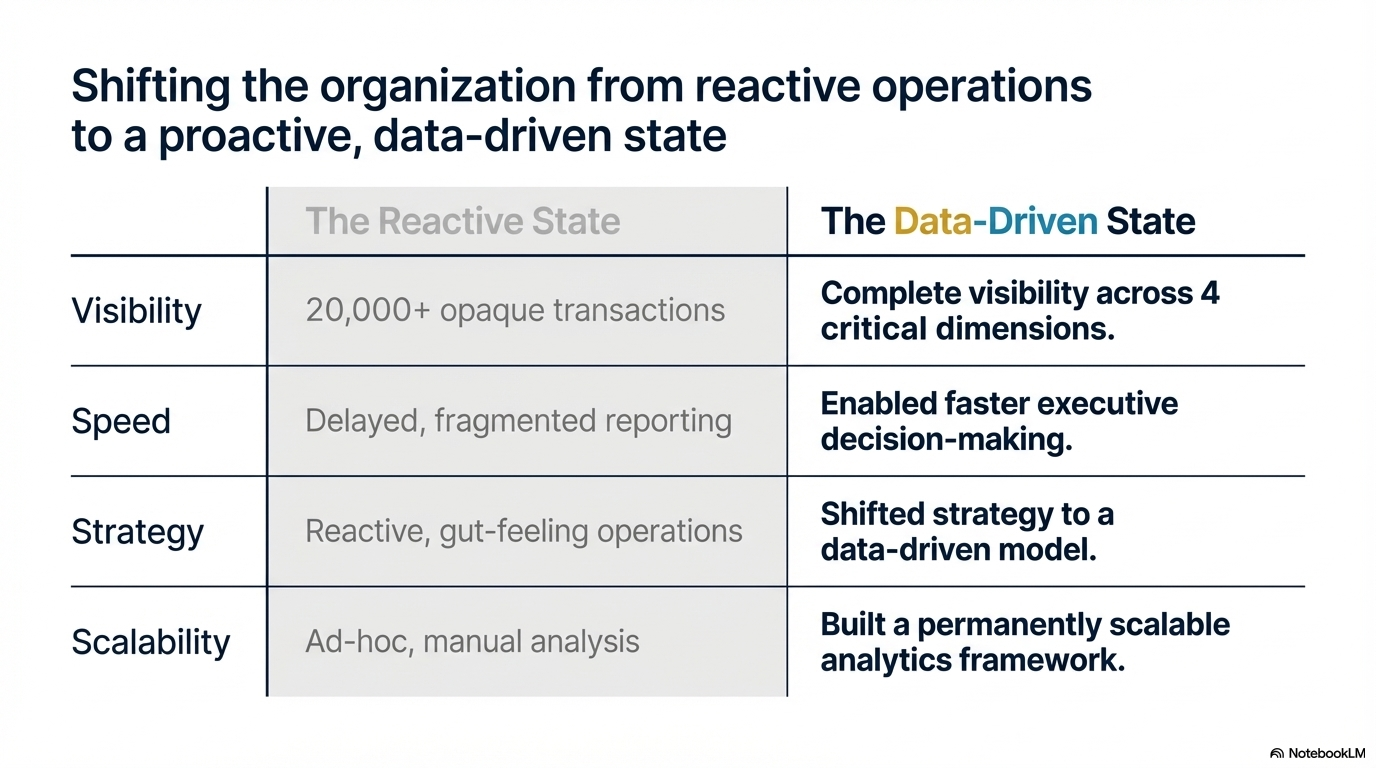 Shifting the organization from reactive operations
to a proactive, data-driven state
The Reactive State
The Data-Driven State
Visibility
20,000+ opaque transactions
Complete visibility across 4
critical dimensions.
Speed
Delayed, fragmented reporting
Enabled faster executive
decision-making.
Strategy
Reactive, gut-feeling operations
Shifted strategy to a
data-driven model.
Scalability
Ad-hoc, manual analysis
Built a permanently scalable
analytics framework.
NotebookLM